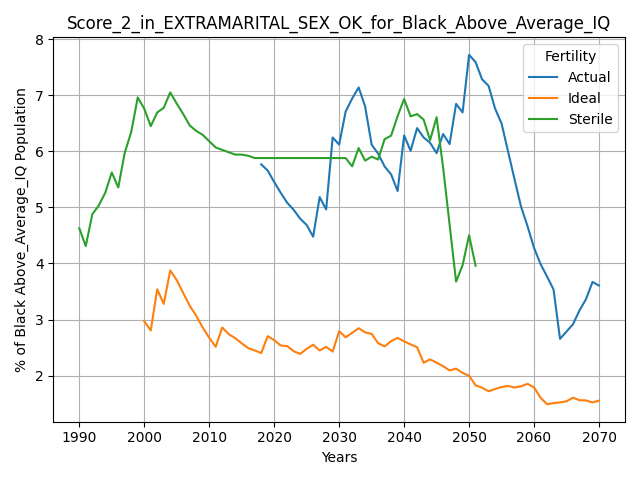 Score_2_in_EXTRAMARITAL_SEX_OK_for_Black_Above_Average_IQ
% of Black Above_Average_IQ Population
8
7
6
5
4
3
2
Fertility
Actual
Ideal
Sterile
1990 2000 2010 2020 2030 2040 2050 2060 2070
Years